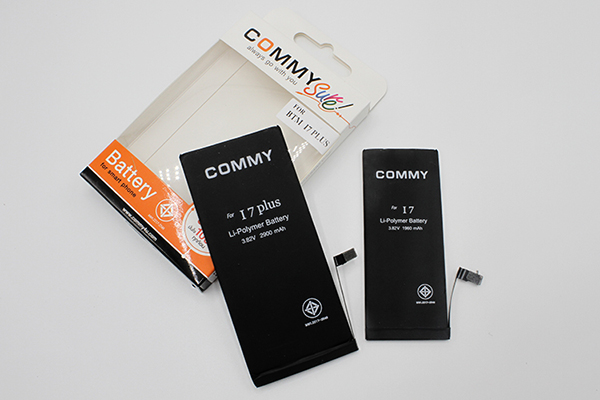 COMMY
always go with you
Sure!
FOR
BTM I7 PLUS
Battery
for smart phone
COMMY
For I7 plus
Li-Polymer Battery
3.82V 2900 mAh
COMMY
For I7
Li-Polymer Battery
3.82V 1960 mAh